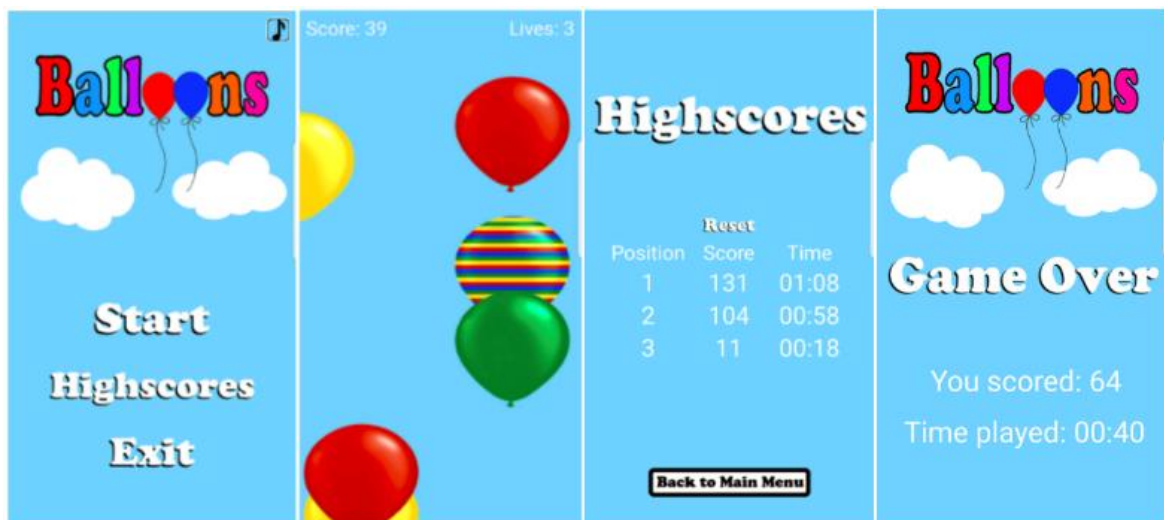 Balloons
Start
Highscores
Exit
Score: 39 Lives: 3
Highscores
Reset
Position Score Time
1 131 01:08
2 104 00:58
3 11 00:18
Back to Main Menu
Balloons
Game Over
You scored: 64
Time played: 00:40